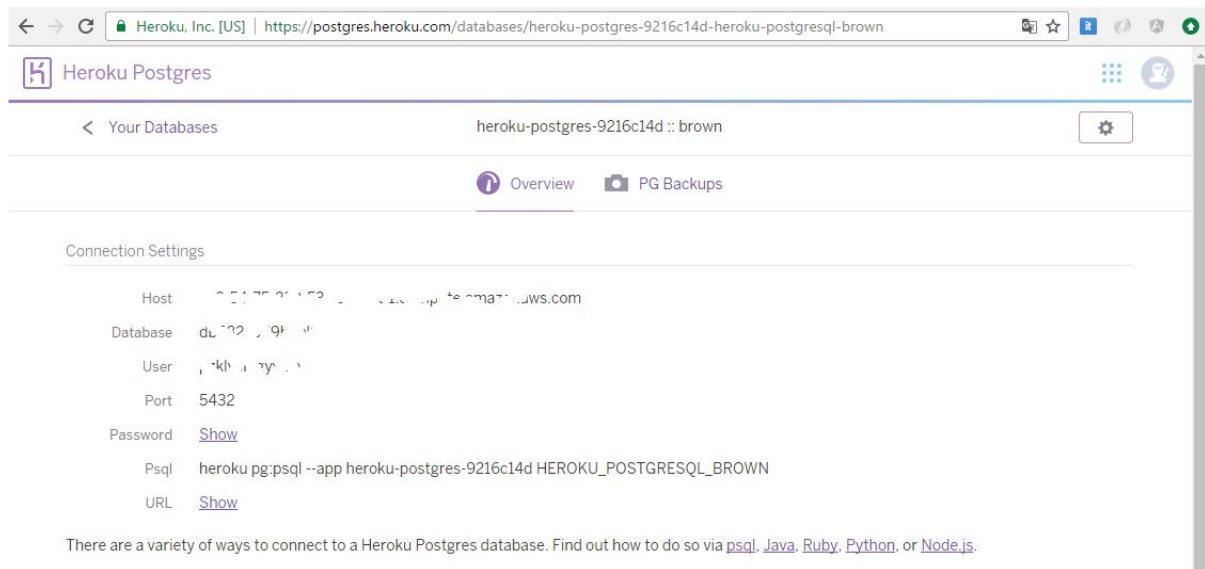 Heroku, Inc. [US] | https://postgres.heroku.com/databases/heroku-postgres-9216c14d-heroku-postgresql-brown
Heroku Postgres
Your Databases
heroku-postgres-9216c14d :: brown
Overview
PG Backups
Connection Settings
Host
Database
User
Port 5432
Password Show
Psql heroku pg:psql --app heroku-postgres-9216c14d HEROKU_POSTGRESQL_BROWN
URL Show
There are a variety of ways to connect to a Heroku Postgres database. Find out how to do so via psql, Java, Ruby, Python, or Node.js.